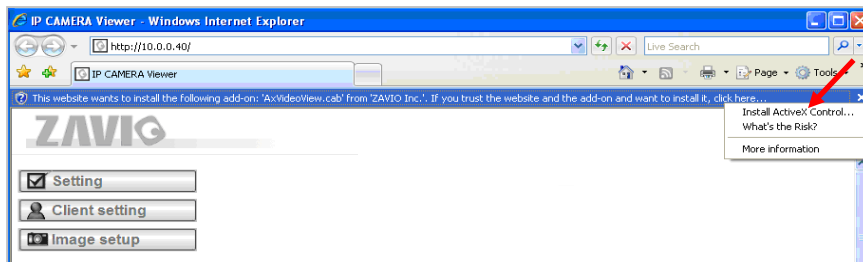 IP CAMERA Viewer - Windows Internet Explorer
http://10.0.0.40/
Live Search
IP CAMERA Viewer
Page
Tools
This website wants to install the following add-on: 'AxVideoView.cab' from 'ZAVIO Inc.'. If you trust the website and the add-on and want to install it, click here...
Install ActiveX Control...
What's the Risk?
More information
ZAVIO
Setting
Client setting
Image setup